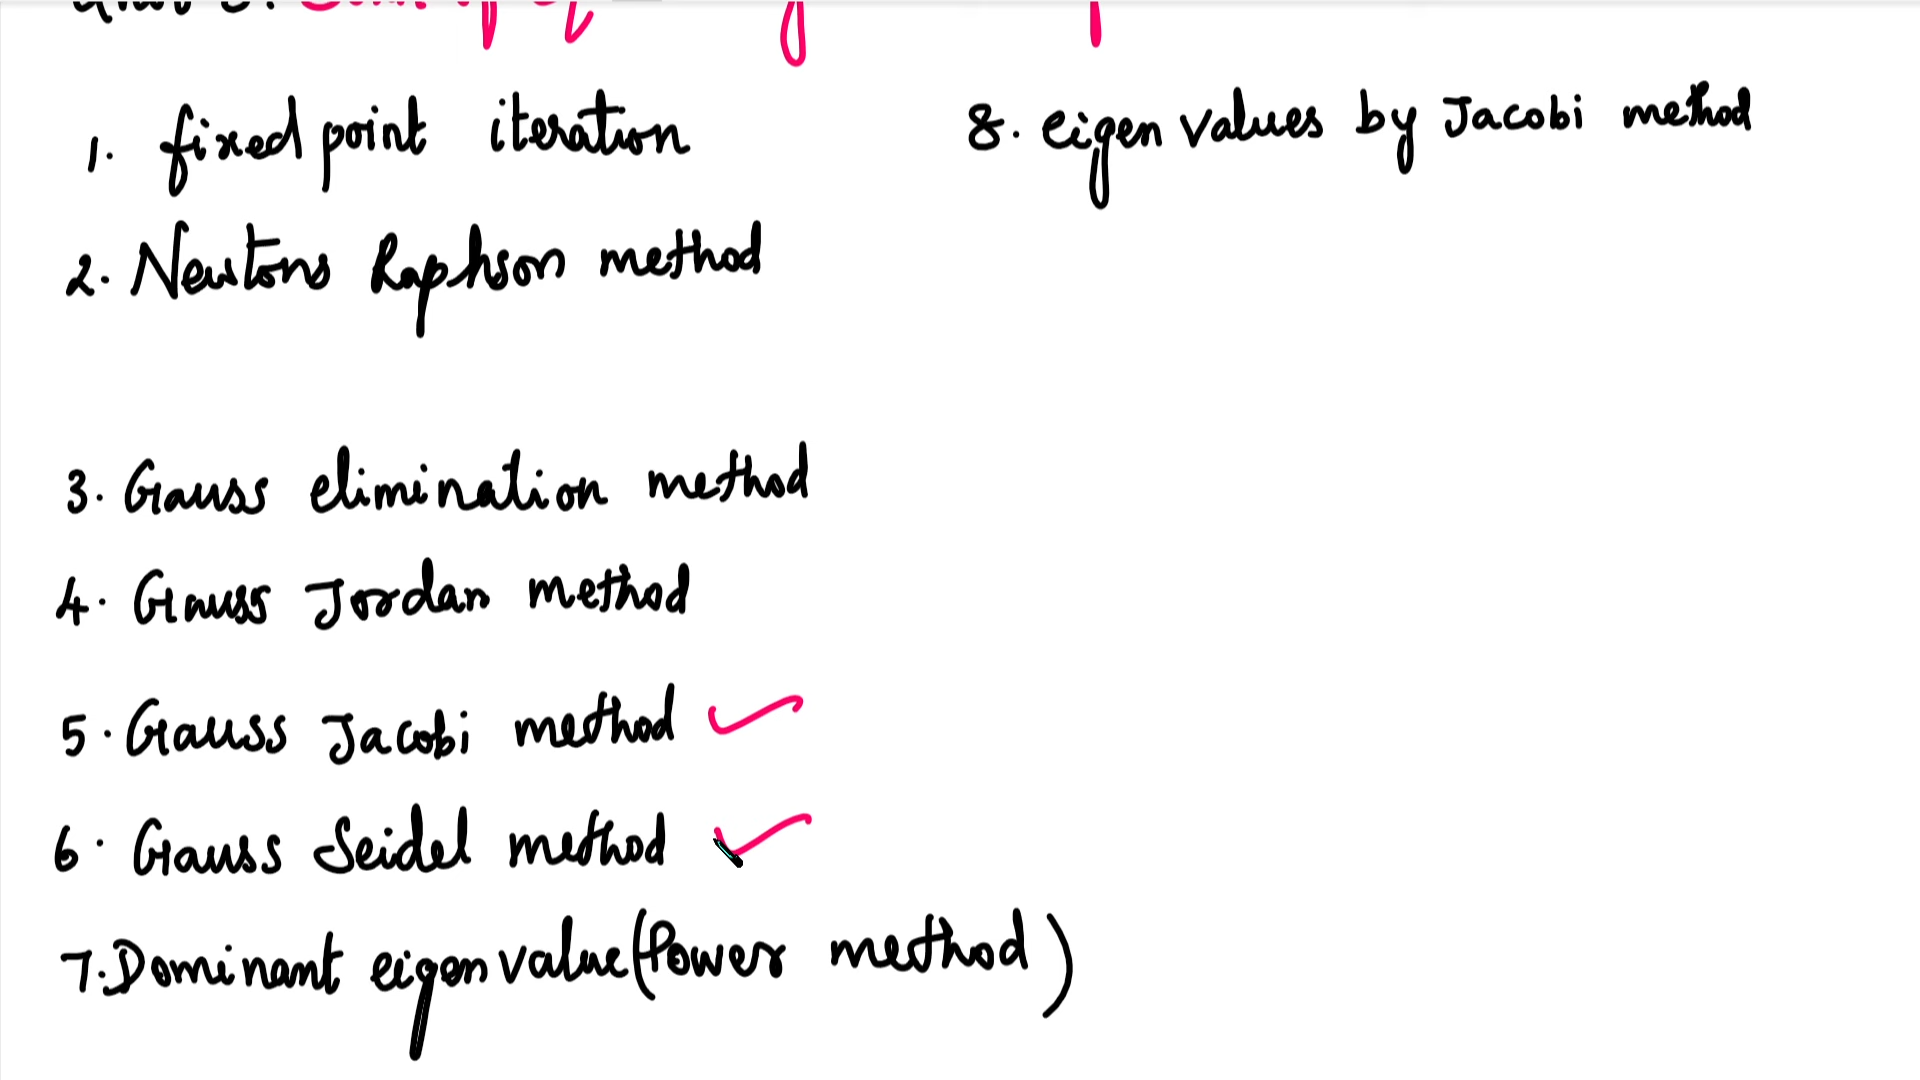 1. fixed point iteration
2. Newtons Raphson method
3. Gauss elimination method
4. Gauss Jordan method
5. Gauss Jacobi method
6. Gauss Seidel method
7. Dominant eigen value (Power method)
8. eigen values by Jacobi method